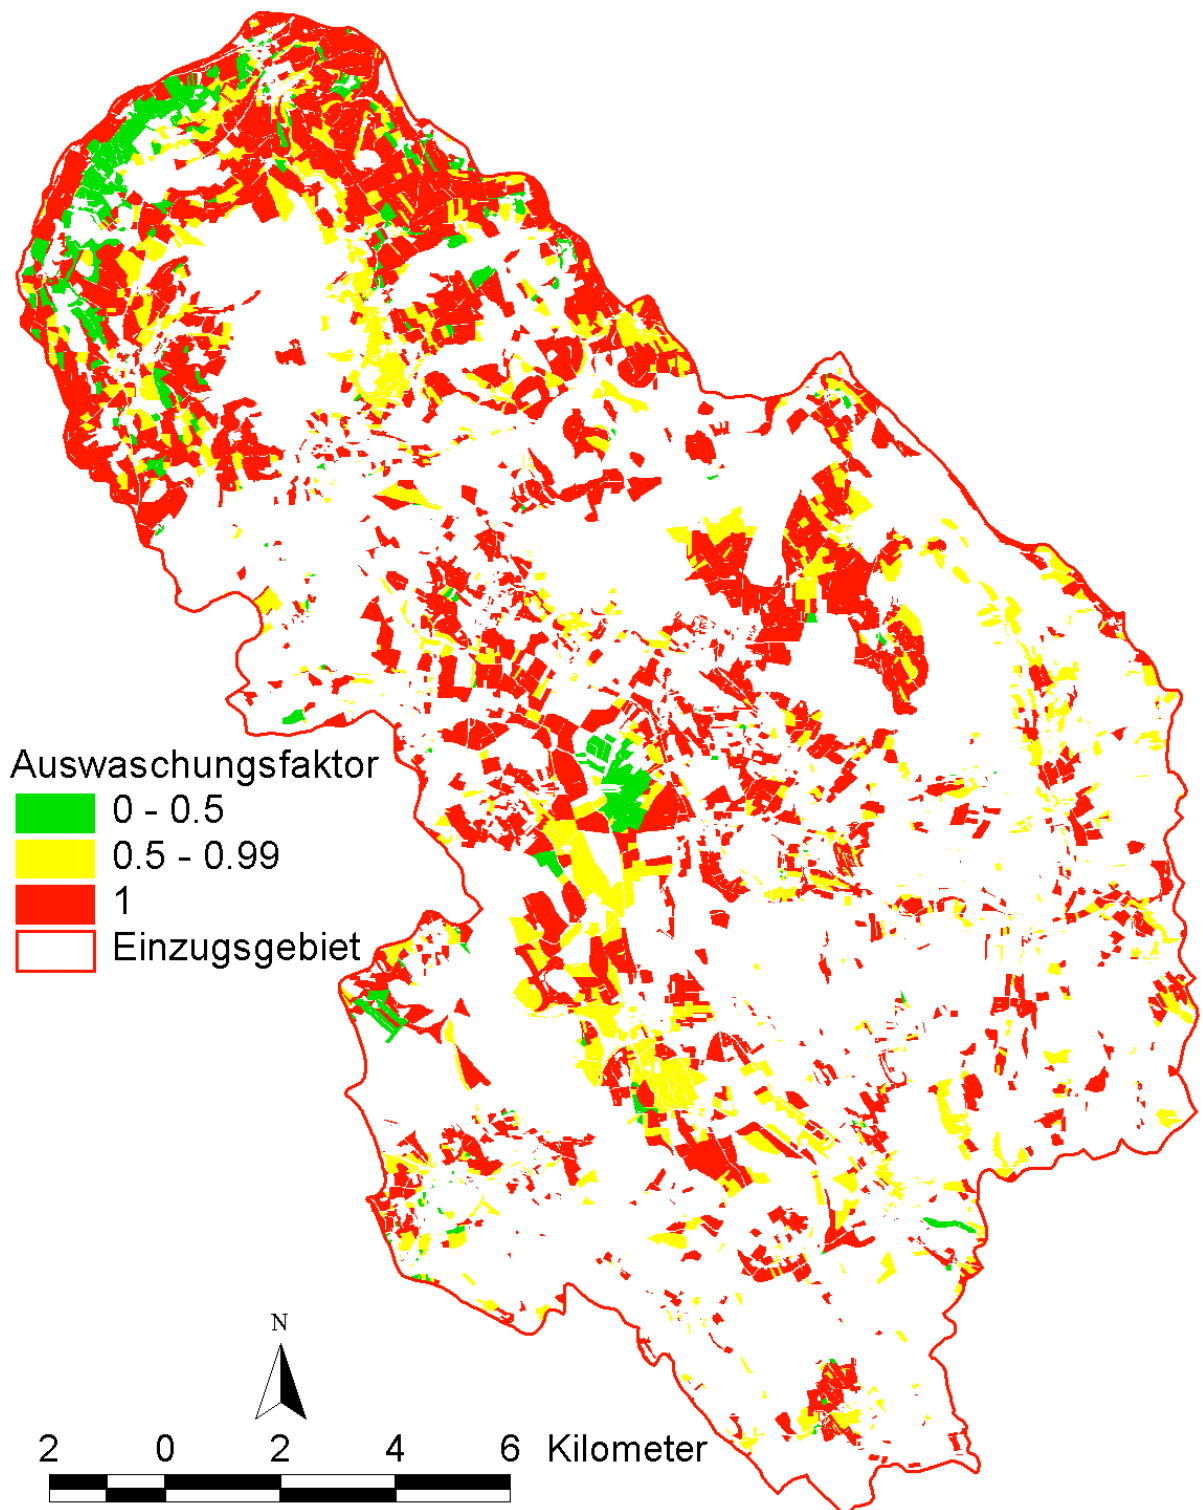 Auswaschungsfaktor
0 - 0.5
0.5 - 0.99
1
Einzugsgebiet
N
2 0 2 4 6 Kilometer